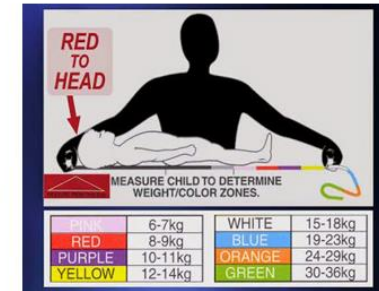 RED
TO
HEAD
MEASURE CHILD TO DETERMINE
WEIGHT/COLOR ZONES.
PINK 6-7kg
RED 8-9kg
PURPLE 10-11kg
YELLOW 12-14kg
WHITE 15-18kg
BLUE 19-23kg
ORANGE 24-29kg
GREEN 30-36kg